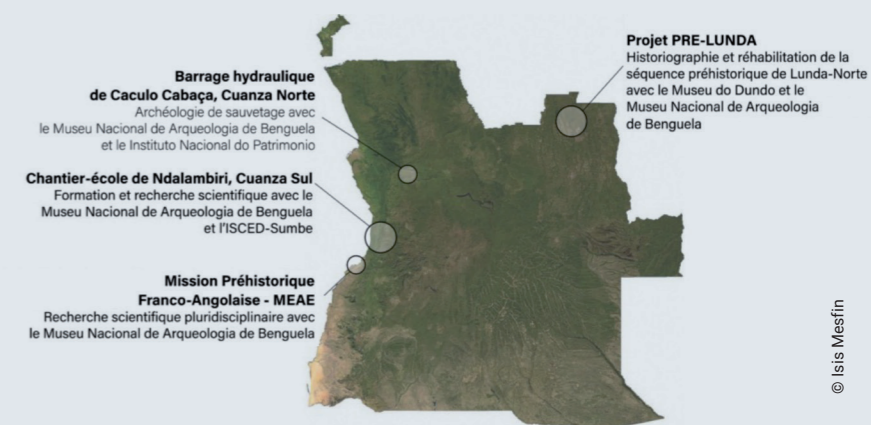 Barrage hydraulique
de Caculo Cabaça, Cuanza Norte
Archéologie de sauvetage avec
le Museu Nacional de Arqueologia de Benguela
et le Instituto Nacional do Patrimonio
Chantier-école de Ndalambiri, Cuanza Sul
Formation et recherche scientifique avec le
Museu Nacional de Arqueologia de Benguela
et l'ISCED-Sumbe
Mission Préhistorique
Franco-Angolaise - MEAE
Recherche scientifique pluridisciplinaire avec
le Museu Nacional de Arqueologia de Benguela
Projet PRE-LUNDA
Historiographie et réhabilitation de la
séquence préhistorique de Lunda-Norte
avec le Museu do Dundo et le
Museu Nacional de Arqueologia
de Benguela
© Isis Mesfin